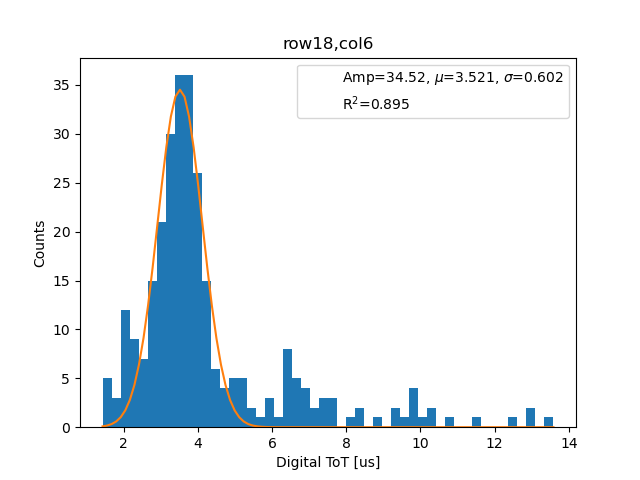 row18,col6
Amp=34.52, μ=3.521, σ=0.602
R²=0.895
35
30
25
20
15
10
5
0
Counts
2 4 6 8 10 12 14
Digital ToT [us]